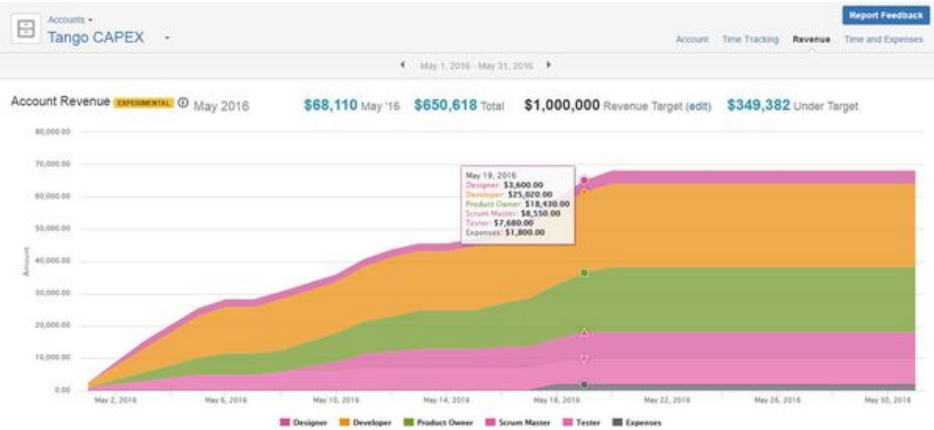 Accounts
Report Feedback
Tango CAPEX
Account Time Tracking Revenue Time and Expenses
May 1, 2016 - May 31, 2016
Account Revenue EXPERIMENTAL May 2016 $68,110 May '16 $650,618 Total $1,000,000 Revenue Target (edit) $349,382 Under Target
80,000.00
70,000.00
60,000.00
50,000.00
40,000.00
30,000.00
20,000.00
10,000.00
0.00
Amount
May 19, 2016
Designer: $3,600.00
Developer: $25,020.00
Product Owner: $18,430.00
Scrum Master: $8,550.00
Tester: $7,680.00
Expenses: $1,800.00
May 2, 2016 May 6, 2016 May 10, 2016 May 14, 2016 May 18, 2016 May 22, 2016 May 26, 2016 May 30, 2016
Designer Developer Product Owner Scrum Master Tester Expenses